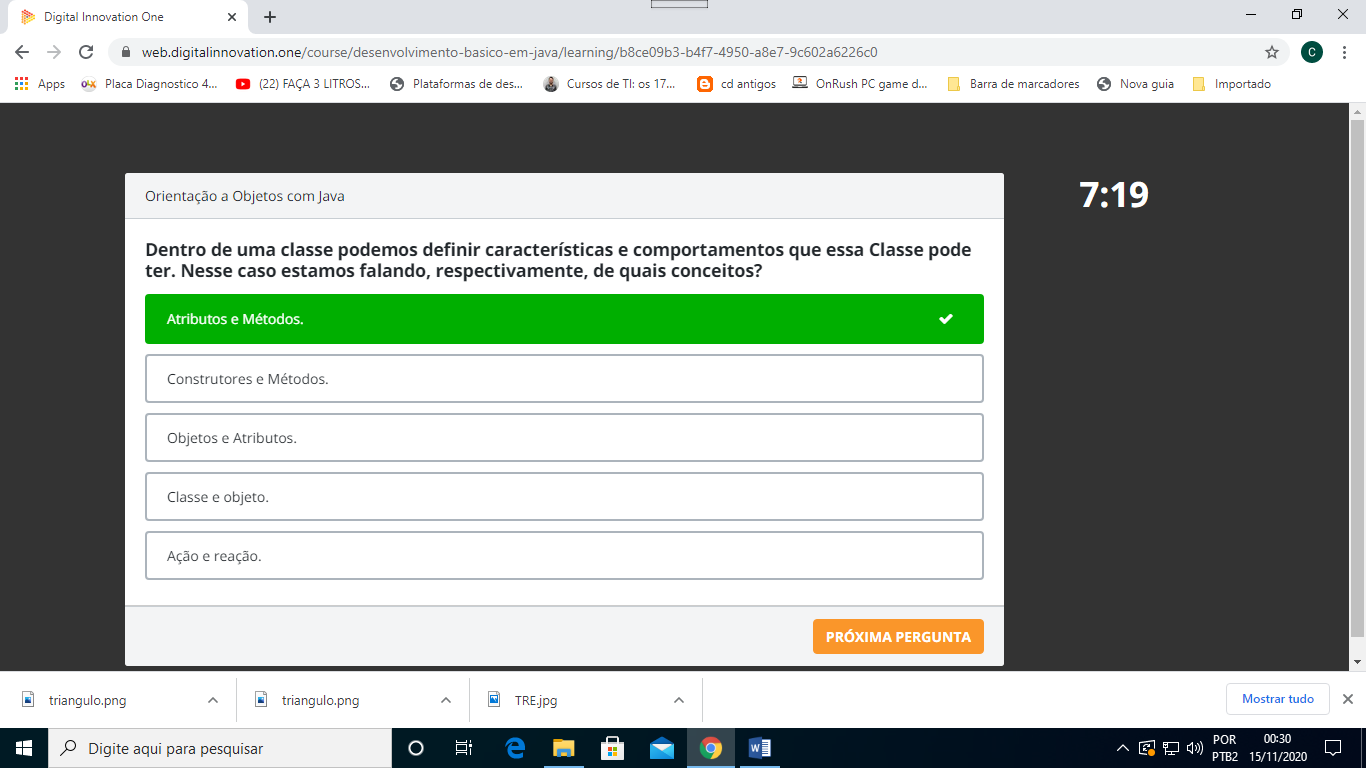 Digital Innovation One
web.digitalinnovation.one/course/desenvolvimento-basico-em-java/learning/b8ce09b3-b4f7-4950-a8e7-9c602a6226c0
C
Apps
OLX
Placa Diagnostico 4...
(22) FAÇA 3 LITROS...
Plataformas de des...
Cursos de TI: os 17...
cd antigos
OnRush PC game d...
Barra de marcadores
Nova guia
Importado
Orientação a Objetos com Java
7:19
Dentro de uma classe podemos definir características e comportamentos que essa Classe pode
ter. Nesse caso estamos falando, respectivamente, de quais conceitos?
Atributos e Métodos.
Construtores e Métodos.
Objetos e Atributos.
Classe e objeto.
Ação e reação.
PRÓXIMA PERGUNTA
triangulo.png
triangulo.png
TRE.jpg
Mostrar tudo
Digite aqui para pesquisar
POR
PTB2
00:30
15/11/2020